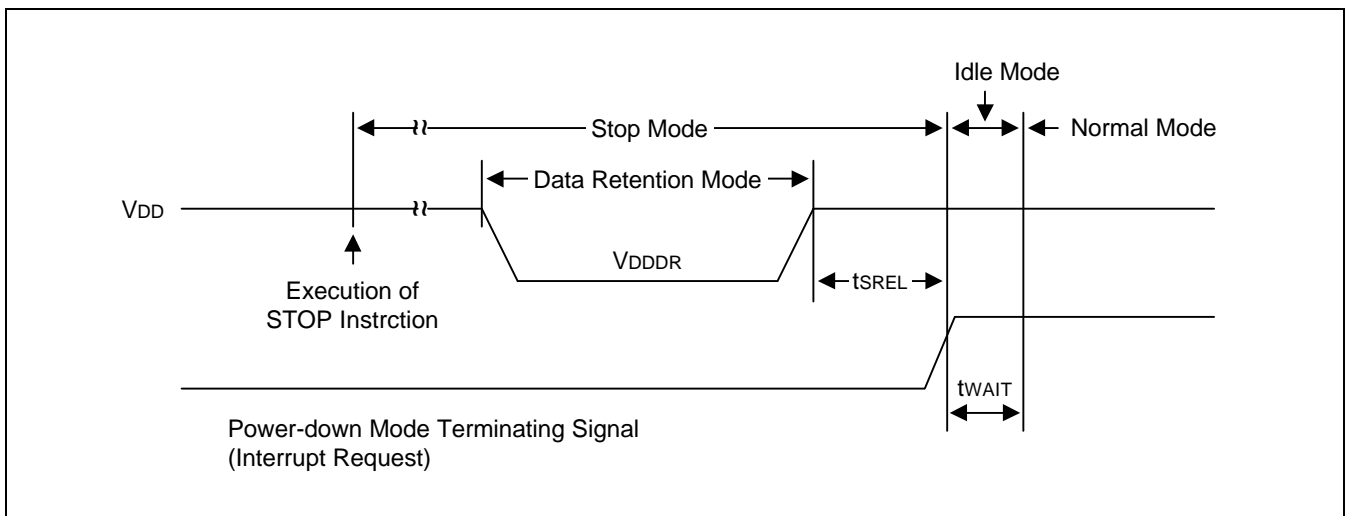 Idle Mode
Stop Mode
Normal Mode
Data Retention Mode
VDD
VDDDR
tSREL
Execution of
STOP Instrction
tWAIT
Power-down Mode Terminating Signal
(Interrupt Request)